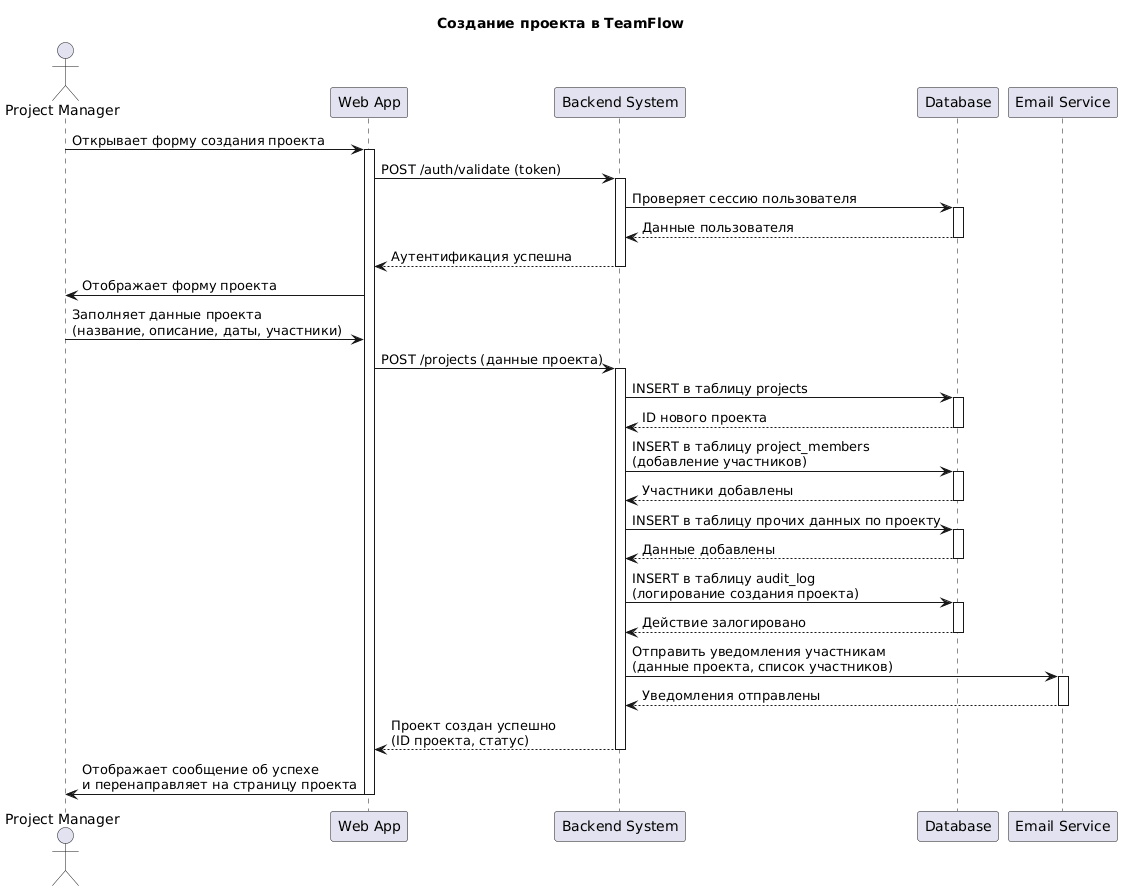 Создание проекта в TeamFlow
Project Manager
Web App
Backend System
Database
Email Service
Открывает форму создания проекта
POST /auth/validate (token)
Проверяет сессию пользователя
Данные пользователя
Аутентификация успешна
Отображает форму проекта
Заполняет данные проекта
(название, описание, даты, участники)
POST /projects (данные проекта)
INSERT в таблицу projects
ID нового проекта
INSERT в таблицу project_members
(добавление участников)
Участники добавлены
INSERT в таблицу прочих данных по проекту
Данные добавлены
INSERT в таблицу audit_log
(логирование создания проекта)
Действие залогировано
Отправить уведомления участникам
(данные проекта, список участников)
Уведомления отправлены
Проект создан успешно
(ID проекта, статус)
Отображает сообщение об успехе
и перенаправляет на страницу проекта
Project Manager
Web App
Backend System
Database
Email Service